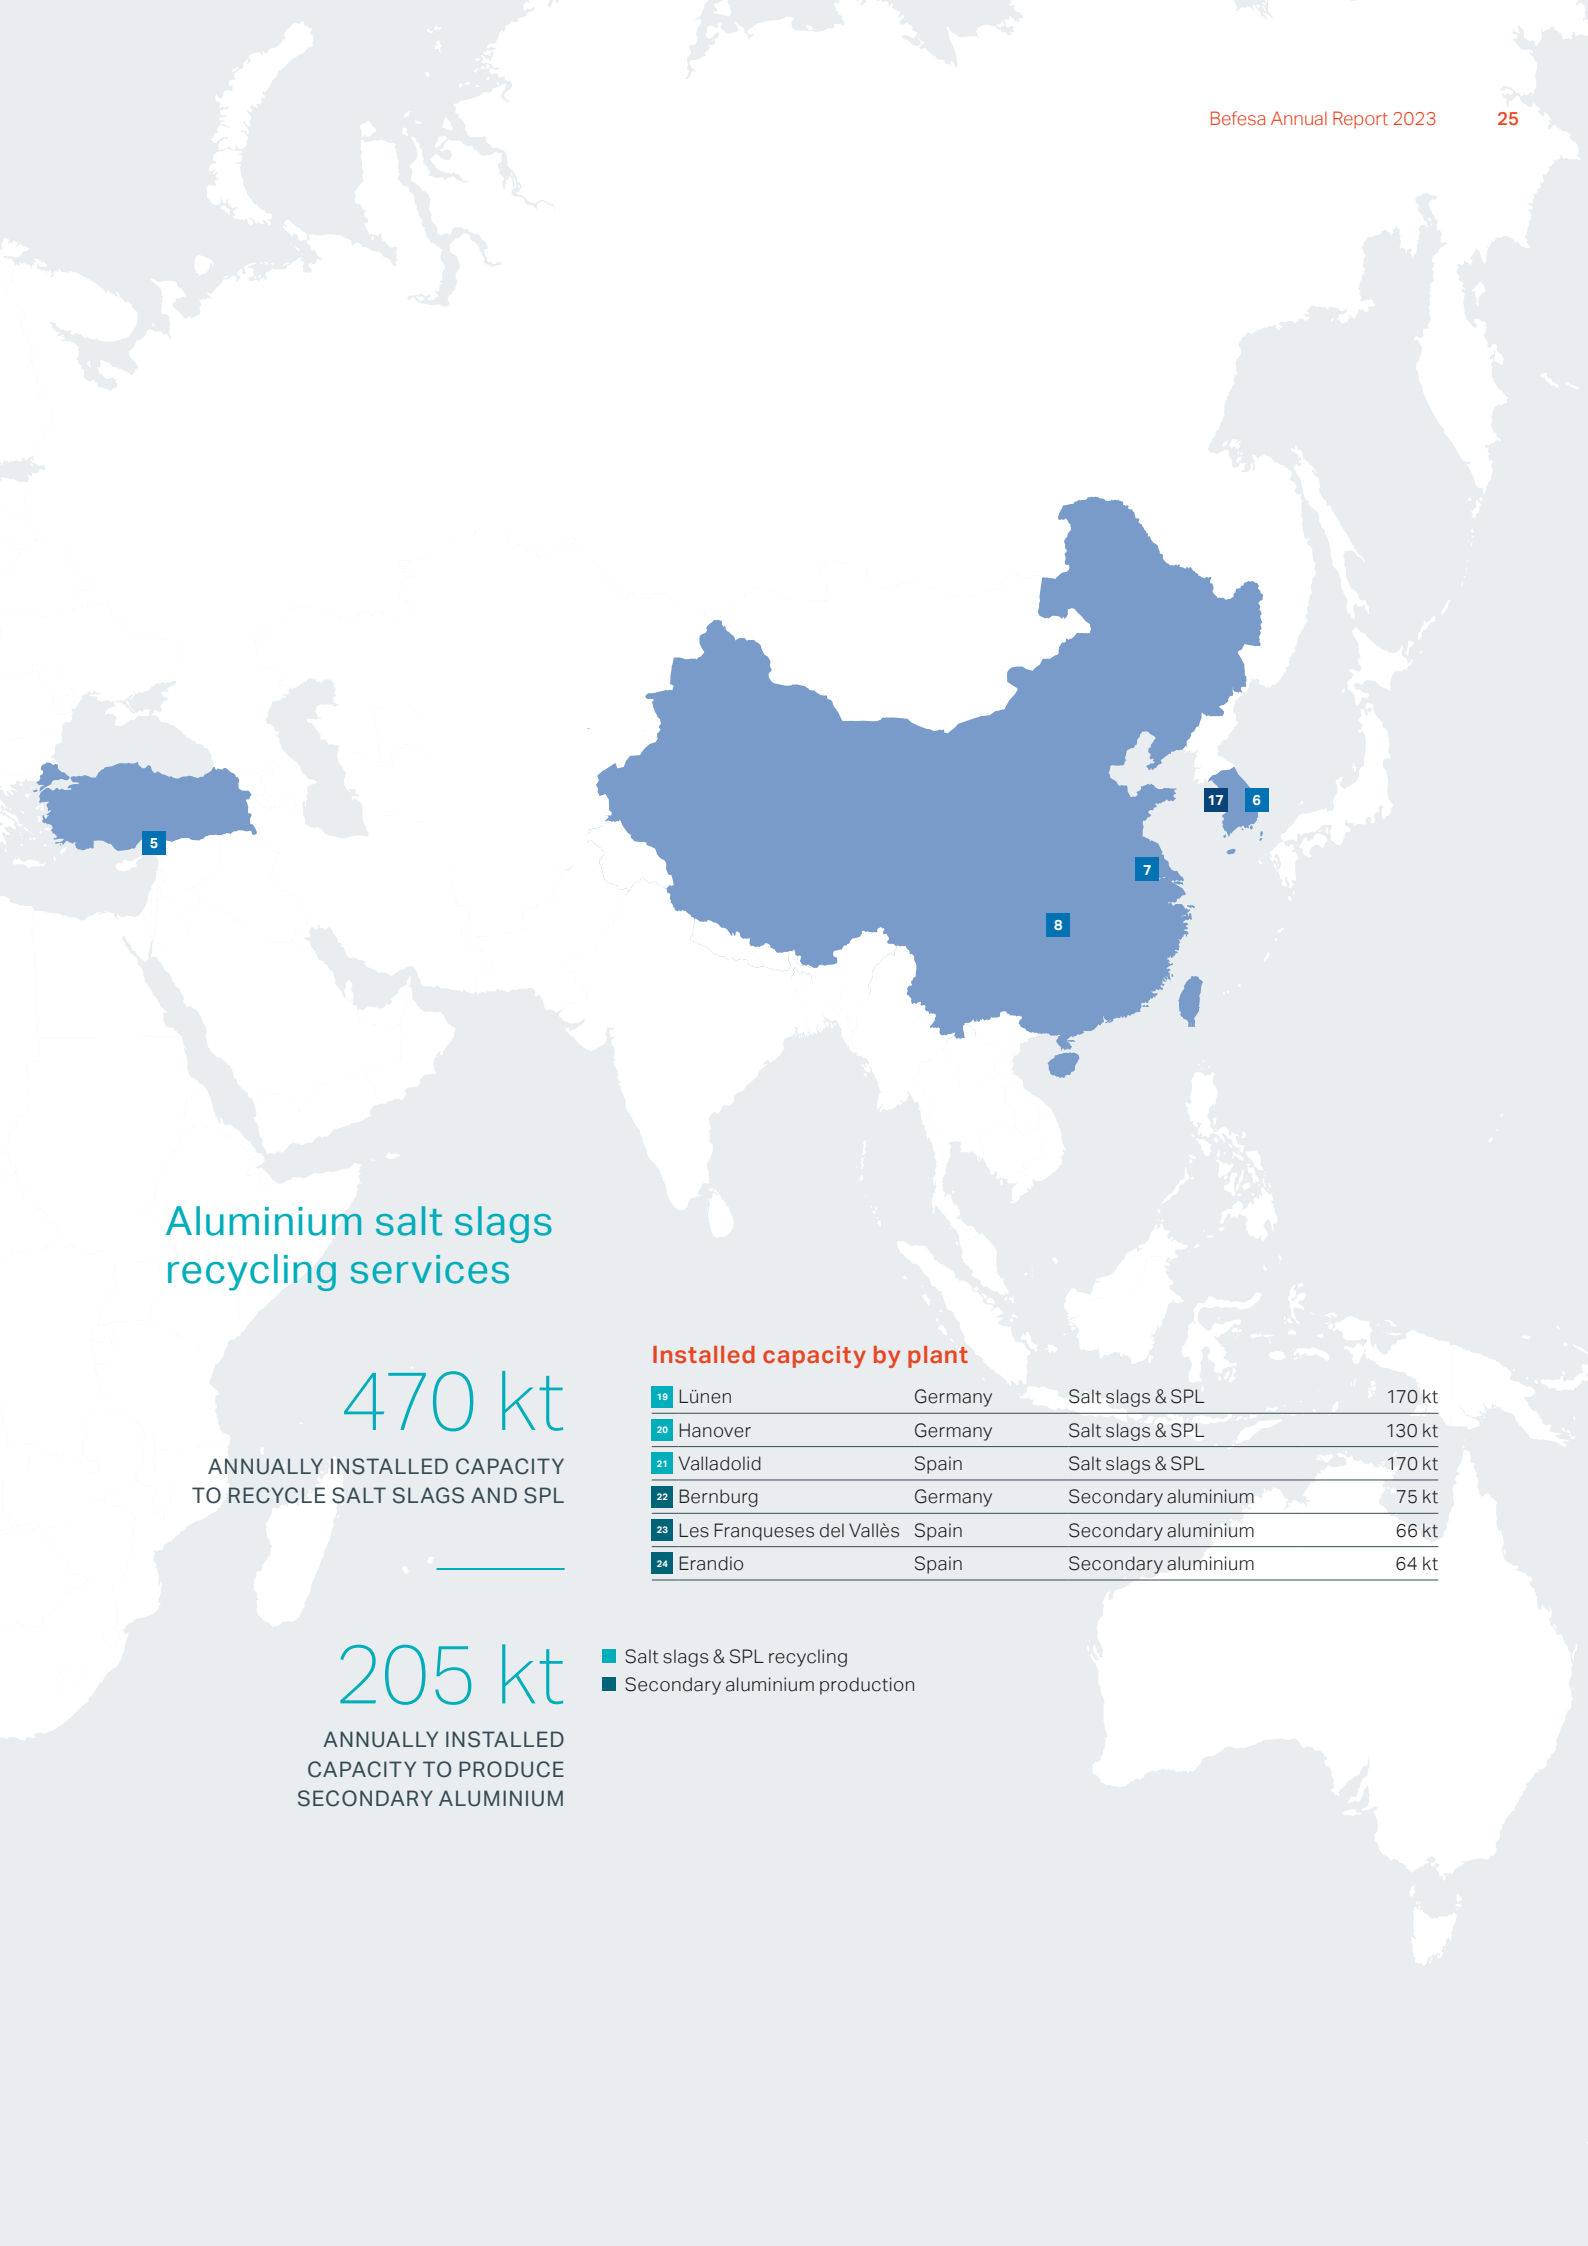 Befesa Annual Report 2023 25
17 6
5
7
8
Aluminium salt slags
recycling services
470 kt
ANNUALLY INSTALLED CAPACITY
TO RECYCLE SALT SLAGS AND SPL
205 kt
ANNUALLY INSTALLED
CAPACITY TO PRODUCE
SECONDARY ALUMINIUM
Installed capacity by plant
19 Lünen Germany Salt slags & SPL 170 kt
20 Hanover Germany Salt slags & SPL 130 kt
21 Valladolid Spain Salt slags & SPL 170 kt
22 Bernburg Germany Secondary aluminium 75 kt
23 Les Franqueses del Vallès Spain Secondary aluminium 66 kt
24 Erandio Spain Secondary aluminium 64 kt
Salt slags & SPL recycling
Secondary aluminium production